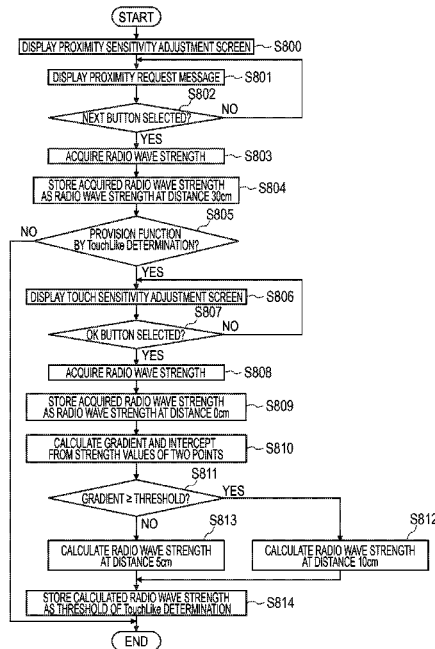 START
DISPLAY PROXIMITY SENSITIVITY ADJUSTMENT SCREEN
S800
DISPLAY PROXIMITY REQUEST MESSAGE
S801
S802
NEXT BUTTON SELECTED?
NO
YES
ACQUIRE RADIO WAVE STRENGTH
S803
STORE ACQUIRED RADIO WAVE STRENGTH
AS RADIO WAVE STRENGTH AT DISTANCE 30cm
S804
S805
NO
PROVISION FUNCTION
BY TouchLike DETERMINATION?
YES
DISPLAY TOUCH SENSITIVITY ADJUSTMENT SCREEN
S806
S807
OK BUTTON SELECTED?
NO
YES
ACQUIRE RADIO WAVE STRENGTH
S808
STORE ACQUIRED RADIO WAVE STRENGTH
AS RADIO WAVE STRENGTH AT DISTANCE 0cm
S809
CALCULATE GRADIENT AND INTERCEPT
FROM STRENGTH VALUES OF TWO POINTS
S810
S811
GRADIENT ≥ THRESHOLD?
YES
NO
S813
S812
CALCULATE RADIO WAVE STRENGTH
AT DISTANCE 5cm
CALCULATE RADIO WAVE STRENGTH
AT DISTANCE 10cm
STORE CALCULATED RADIO WAVE STRENGTH
AS THRESHOLD OF TouchLike DETERMINATION
S814
END